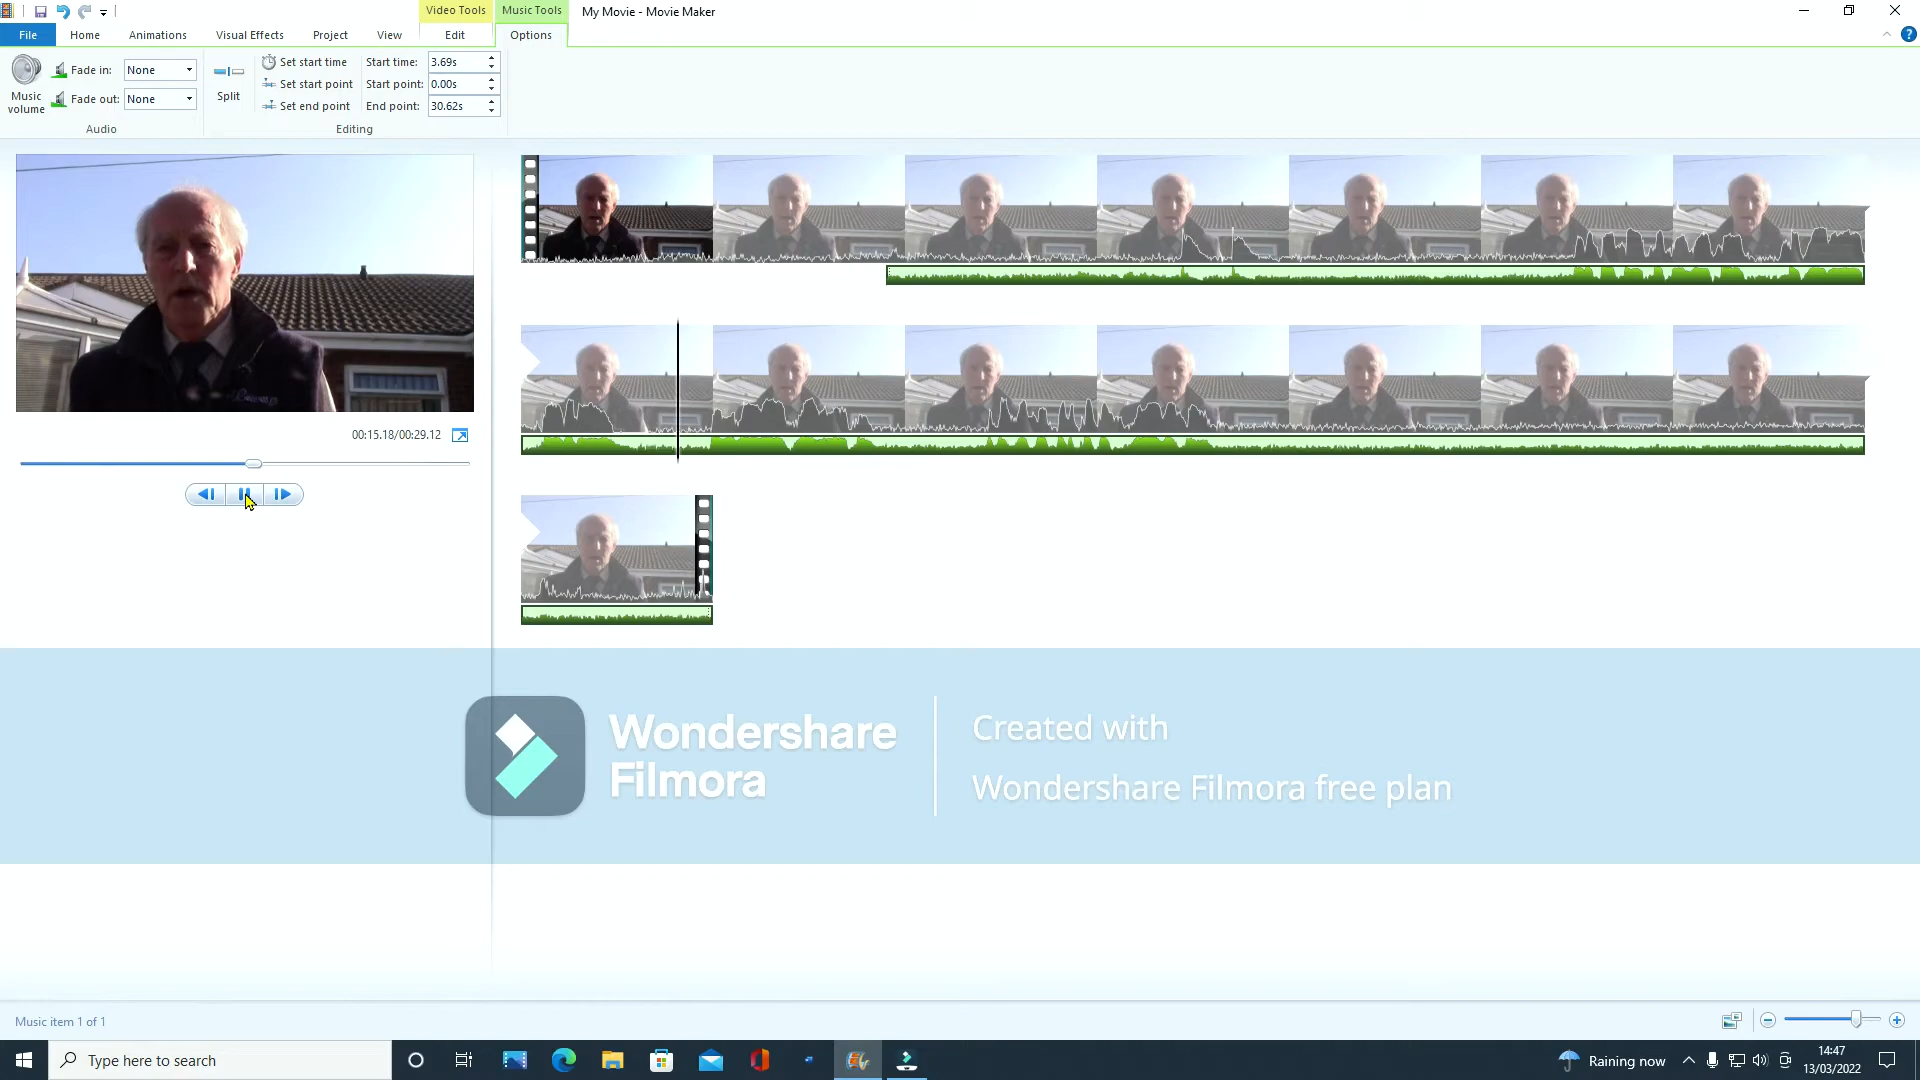 Video Tools
Music Tools
My Movie - Movie Maker
File
Home
Animations
Visual Effects
Project
View
Edit
Options
?
Music
volume
Fade in:
None
Fade out:
None
Audio
Split
Set start time
Set start point
Set end point
Start time:
3.69s
Start point:
0.00s
End point:
30.62s
Editing
00:15.18/00:29.12
Wondershare
Filmora
Created with
Wondershare Filmora free plan
Music item 1 of 1
Type here to search
Raining now
14:47
13/03/2022